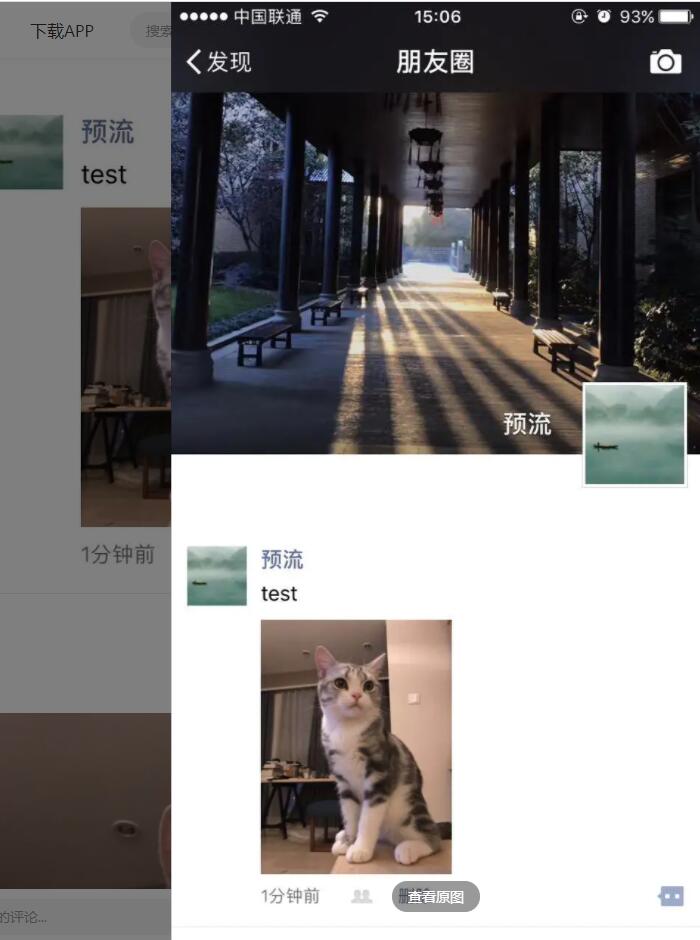 下载APP
搜索
预流
test
1分钟前
的评论...
中国联通
15:06
93%
发现
朋友圈
预流
预流
test
1分钟前
查看原图